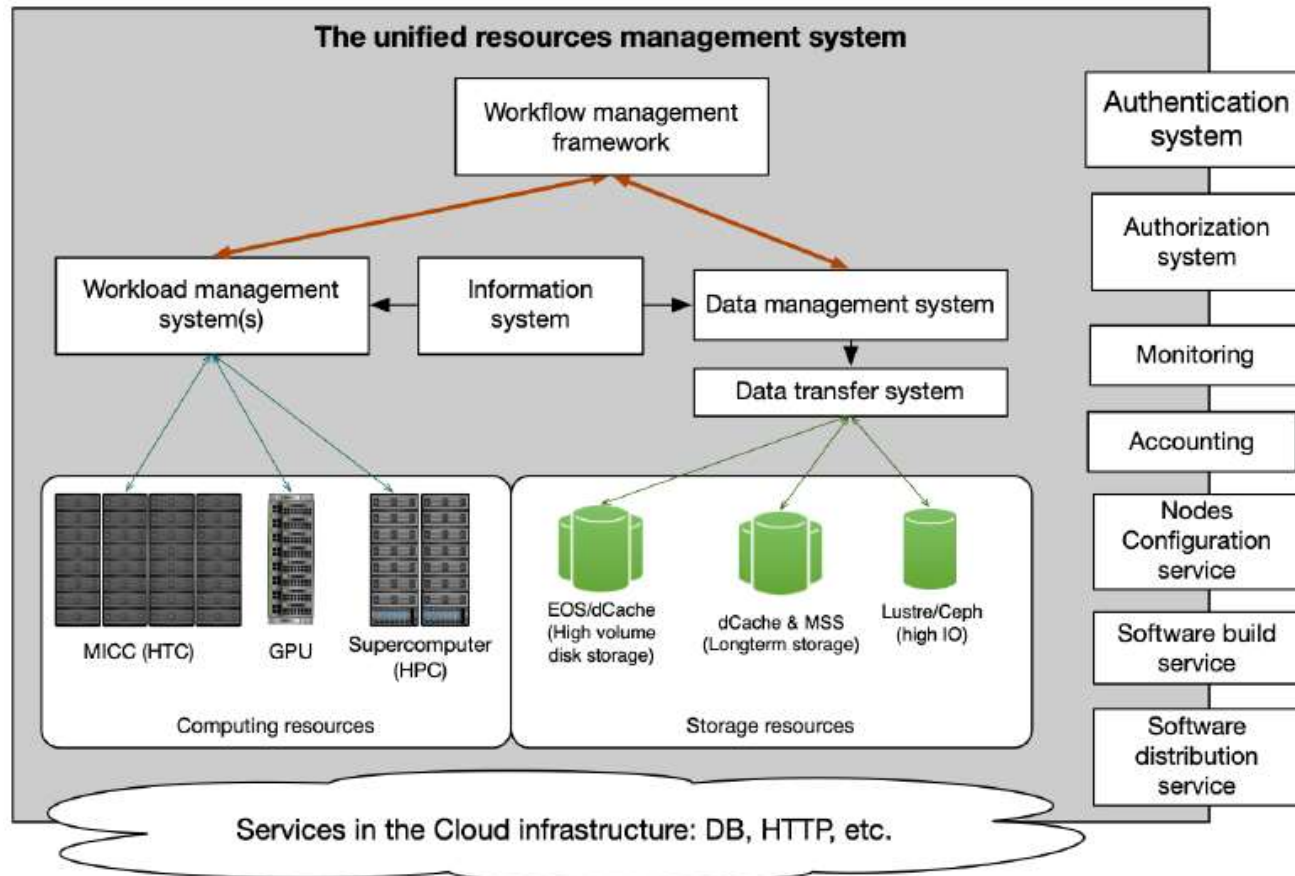 The unified resources management system
Workflow management
framework
Workload management
system(s)
Information
system
Data management system
Data transfer system
MICC (HTC)
GPU
Supercomputer
(HPC)
Computing resources
EOS/dCache
(High volume
disk storage)
dCache & MSS
(Longterm storage)
Lustre/Ceph
(high IO)
Storage resources
Services in the Cloud infrastructure: DB, HTTP, etc.
Authentication
system
Authorization
system
Monitoring
Accounting
Nodes
Configuration
service
Software build
service
Software
distribution
service